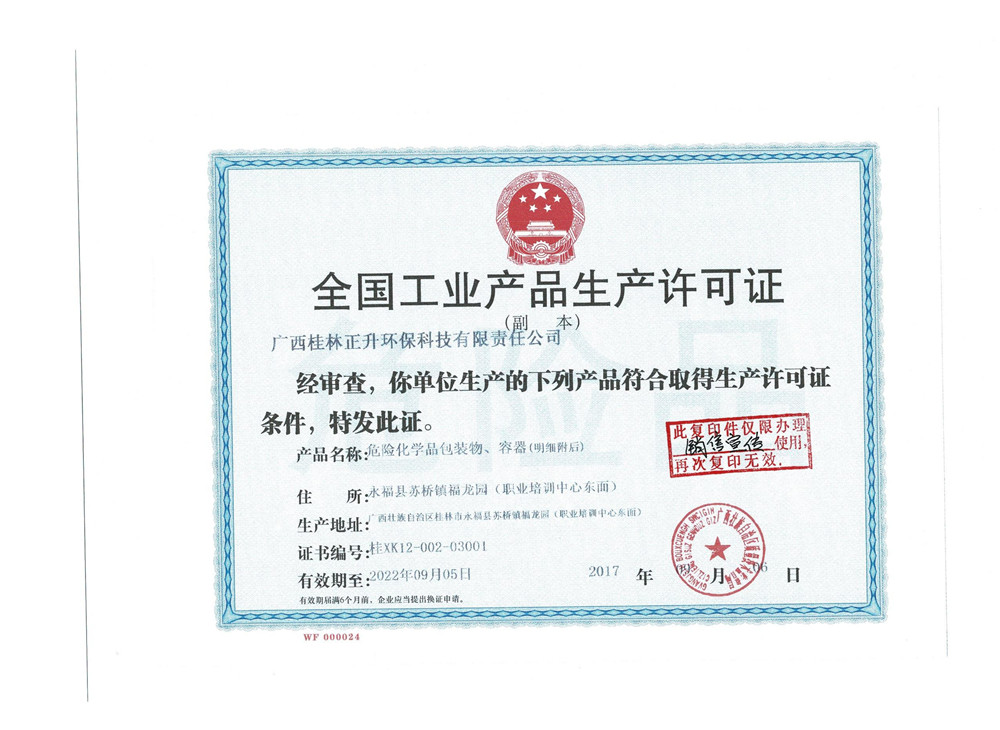 全国工业产品生产许可证
（副 本）
广西桂林正升环保科技有限责任公司
经审查，你单位生产的下列产品符合取得生产许可证
条件，特发此证。
产品名称:危险化学品包装物、容器(明细附后)
住 所:永福县苏桥镇福龙园（职业培训中心东面）
生产地址:广西壮族自治区桂林市永福县苏桥镇福龙园（职业培训中心东面）
证书编号:桂XK12-002-03001
有效期至:2022年09月05日
2017 年 09 月 06 日
有效期届满6个月前，企业应当提出换证申请。
此复印件仅限办理
销售宣传 使用,
再次复印无效.
危险品
WF 000024